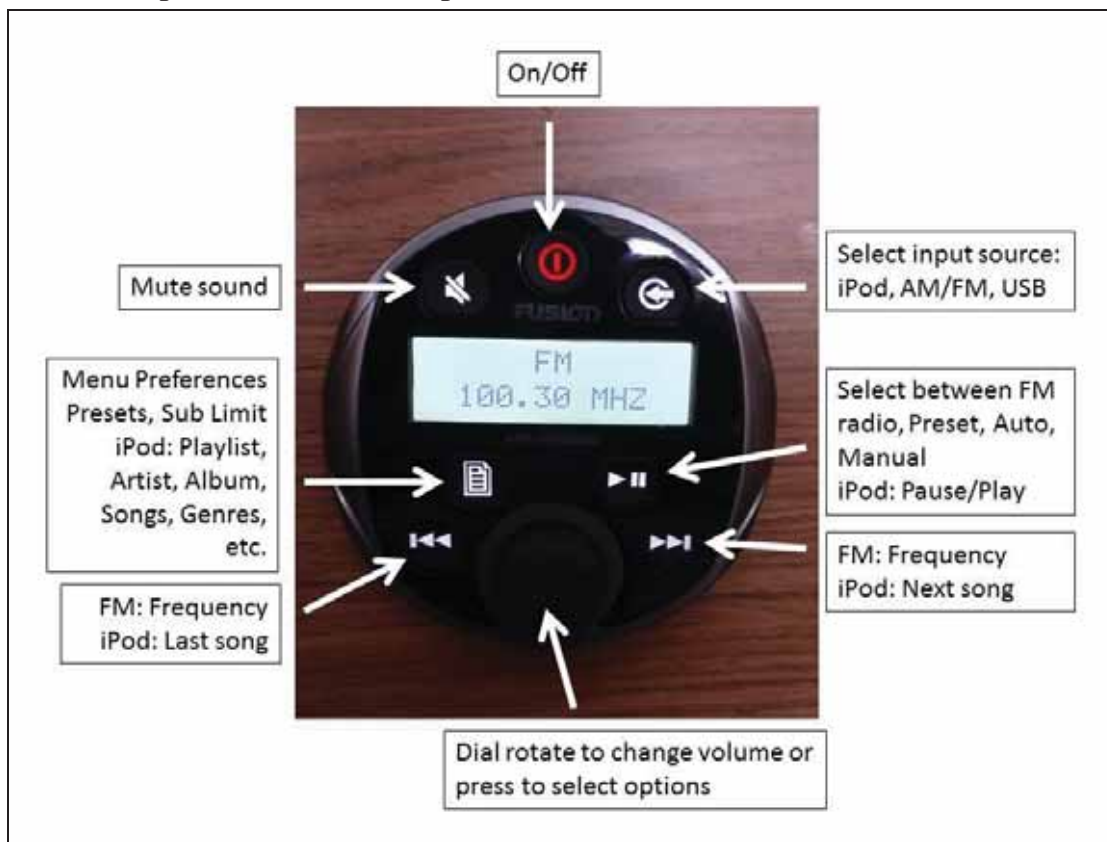 On/Off
Mute sound
Select input source:
iPod, AM/FM, USB
FUSION
FM
100.30 MHZ
Menu Preferences
Presets, Sub Limit
iPod: Playlist,
Artist, Album,
Songs, Genres,
etc.
Select between FM
radio, Preset, Auto,
Manual
iPod: Pause/Play
FM: Frequency
iPod: Last song
FM: Frequency
iPod: Next song
Dial rotate to change volume or
press to select options